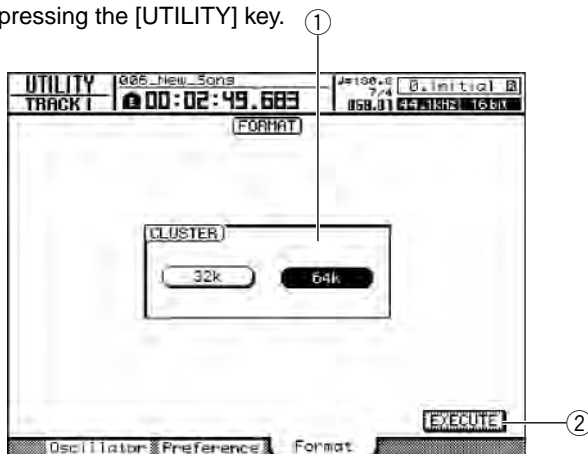 pressing the [UTILITY] key.
①
UTILITY 005_New_Song ♩=130.0 0.Initial
TRACK 1 00:02:49.683 7/4
058.01 44.1kHz 16bit
FORMAT
CLUSTER
32k 64k
EXECUTE ②
Oscillator Preference Format